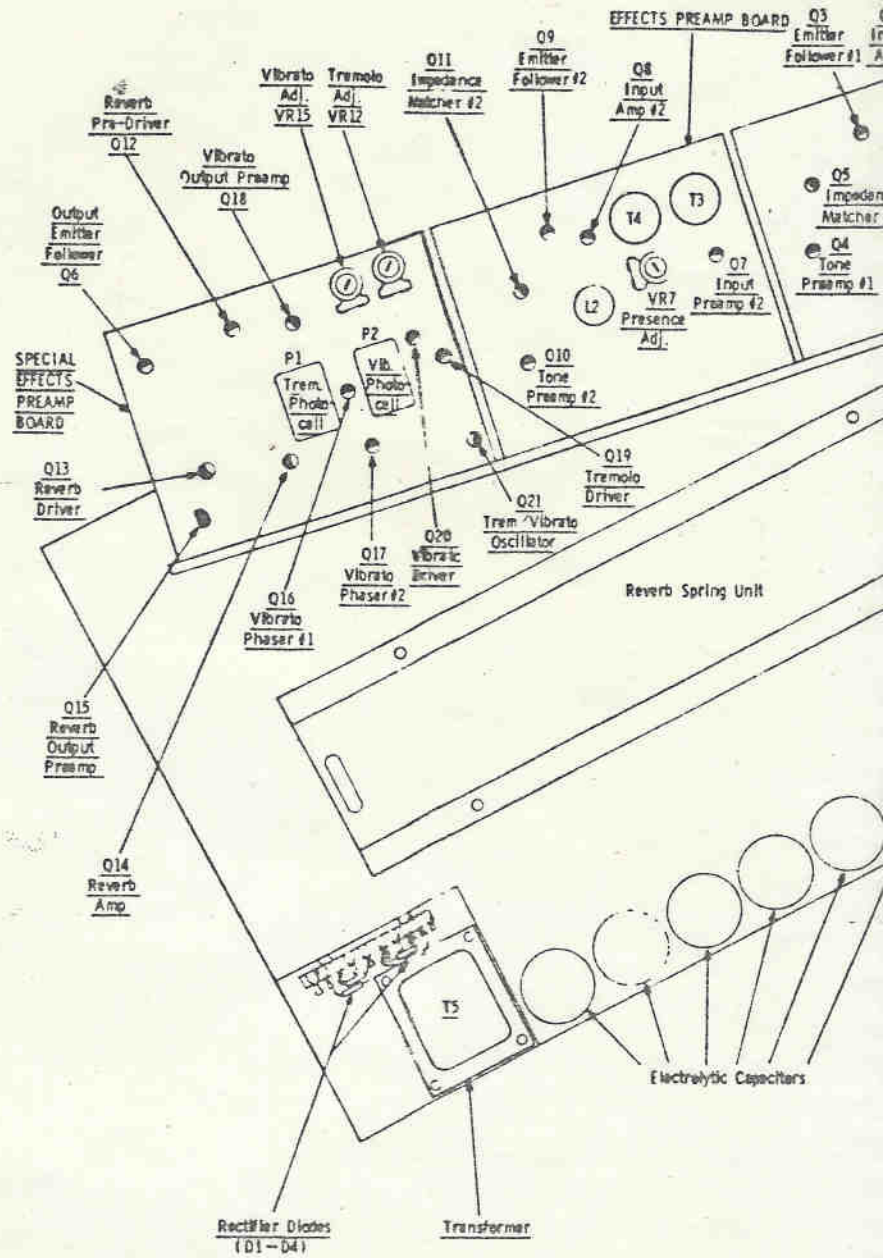 EFFECTS PREAMP BOARD
Q3
Emitter
Follower #1
Q9
Emitter
Follower #2
Q11
Impedance
Matcher #2
Q8
Input
Amp #2
Vibrato
Adj.
VR15
Tremolo
Adj.
VR12
Reverb
Pre-Driver
Q12
Vibrato
Output Preamp
Q18
Output
Emitter
Follower
Q6
T4
T3
Q5
Impedan
Matcher
Q4
Tone
Preamp #1
L2
VR7
Presence
Adj.
Q7
Input
Preamp #2
P1
Trem.
Photo-
cell
P2
Vib.
Photo-
cell
Q10
Tone
Preamp #2
SPECIAL
EFFECTS
PREAMP
BOARD
Q13
Reverb
Driver
Q19
Tremolo
Driver
Q21
Trem/Vibrato
Oscillator
Q20
Vibrato
Driver
Q17
Vibrato
Phaser #2
Q16
Vibrato
Phaser #1
Reverb Spring Unit
Q15
Reverb
Output
Preamp
Q14
Reverb
Amp
T5
Electrolytic Capacitors
Rectifier Diodes
(D1-D4)
Transformer